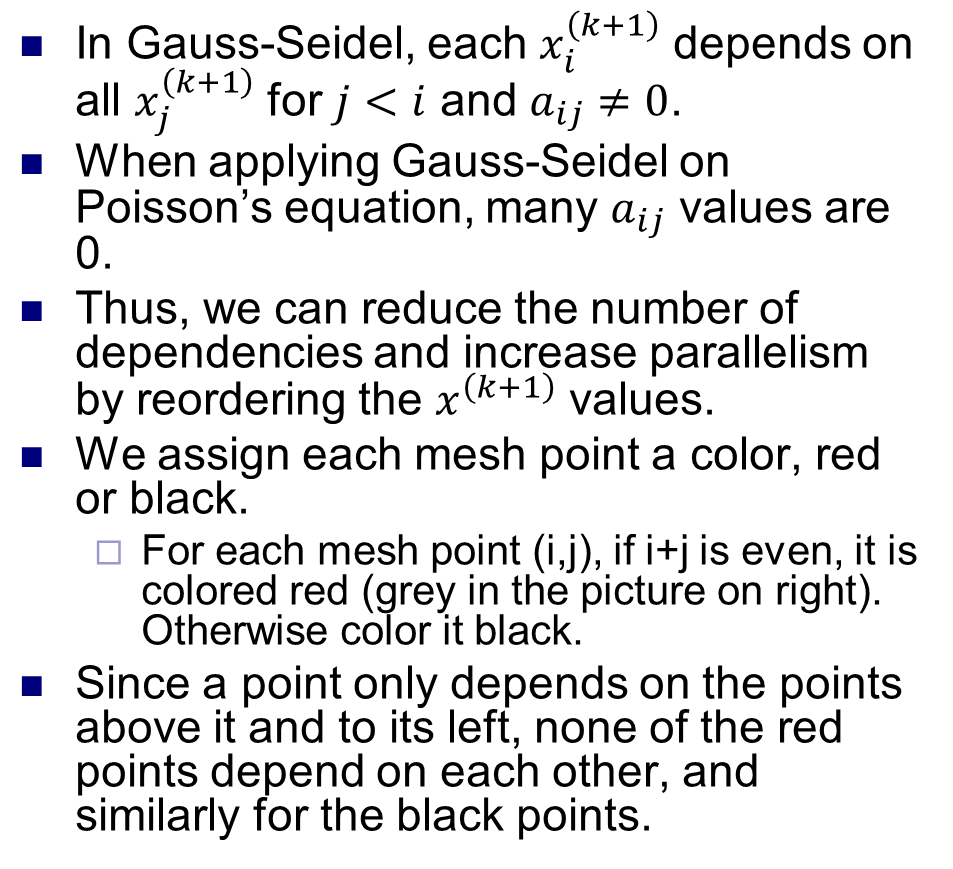 ■ In Gauss-Seidel, each $x_i^{(k+1)}$ depends on
all $x_j^{(k+1)}$ for $j < i$ and $a_{ij} \neq 0$.
■ When applying Gauss-Seidel on
Poisson’s equation, many $a_{ij}$ values are
0.
■ Thus, we can reduce the number of
dependencies and increase parallelism
by reordering the $x^{(k+1)}$ values.
■ We assign each mesh point a color, red
or black.
□ For each mesh point (i,j), if i+j is even, it is
colored red (grey in the picture on right).
Otherwise color it black.
■ Since a point only depends on the points
above it and to its left, none of the red
points depend on each other, and
similarly for the black points.